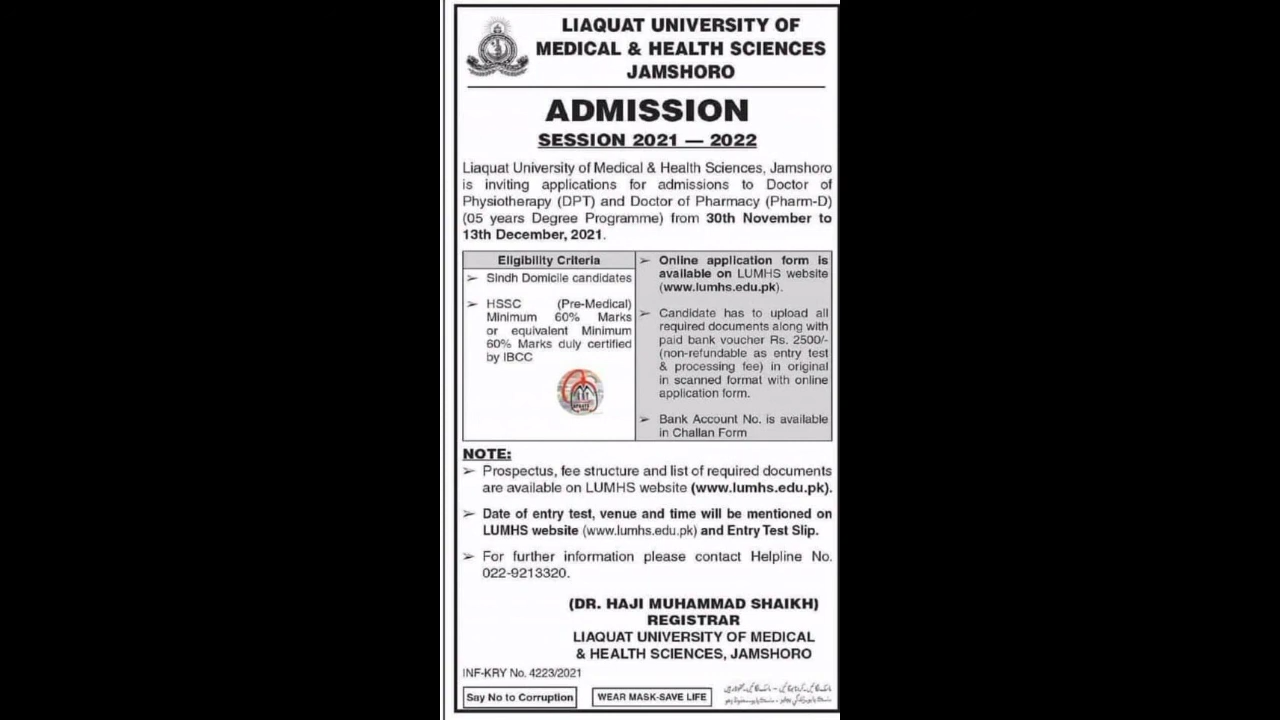 LIAQUAT UNIVERSITY OF
MEDICAL & HEALTH SCIENCES
JAMSHORO
ADMISSION
SESSION 2021 — 2022
Liaquat University of Medical & Health Sciences, Jamshoro
is inviting applications for admissions to Doctor of
Physiotherapy (DPT) and Doctor of Pharmacy (Pharm-D)
(05 years Degree Programme) from 30th November to
13th December, 2021.
Eligibility Criteria
➢ Sindh Domicile candidates
➢ HSSC (Pre-Medical)
Minimum 60% Marks
or equivalent Minimum
60% Marks duly certified
by IBCC
➢ Online application form is
available on LUMHS website
(www.lumhs.edu.pk).
➢ Candidate has to upload all
required documents along with
paid bank voucher Rs. 2500/-
(non-refundable as entry test
& processing fee) in original
in scanned format with online
application form.
➢ Bank Account No. is available
in Challan Form
NOTE:
➢ Prospectus, fee structure and list of required documents
are available on LUMHS website (www.lumhs.edu.pk).
➢ Date of entry test, venue and time will be mentioned on
LUMHS website (www.lumhs.edu.pk) and Entry Test Slip.
➢ For further information please contact Helpline No.
022-9213320.
(DR. HAJI MUHAMMAD SHAIKH)
REGISTRAR
LIAQUAT UNIVERSITY OF MEDICAL
& HEALTH SCIENCES, JAMSHORO
INF-KRY No. 4223/2021
Say No to Corruption
WEAR MASK-SAVE LIFE